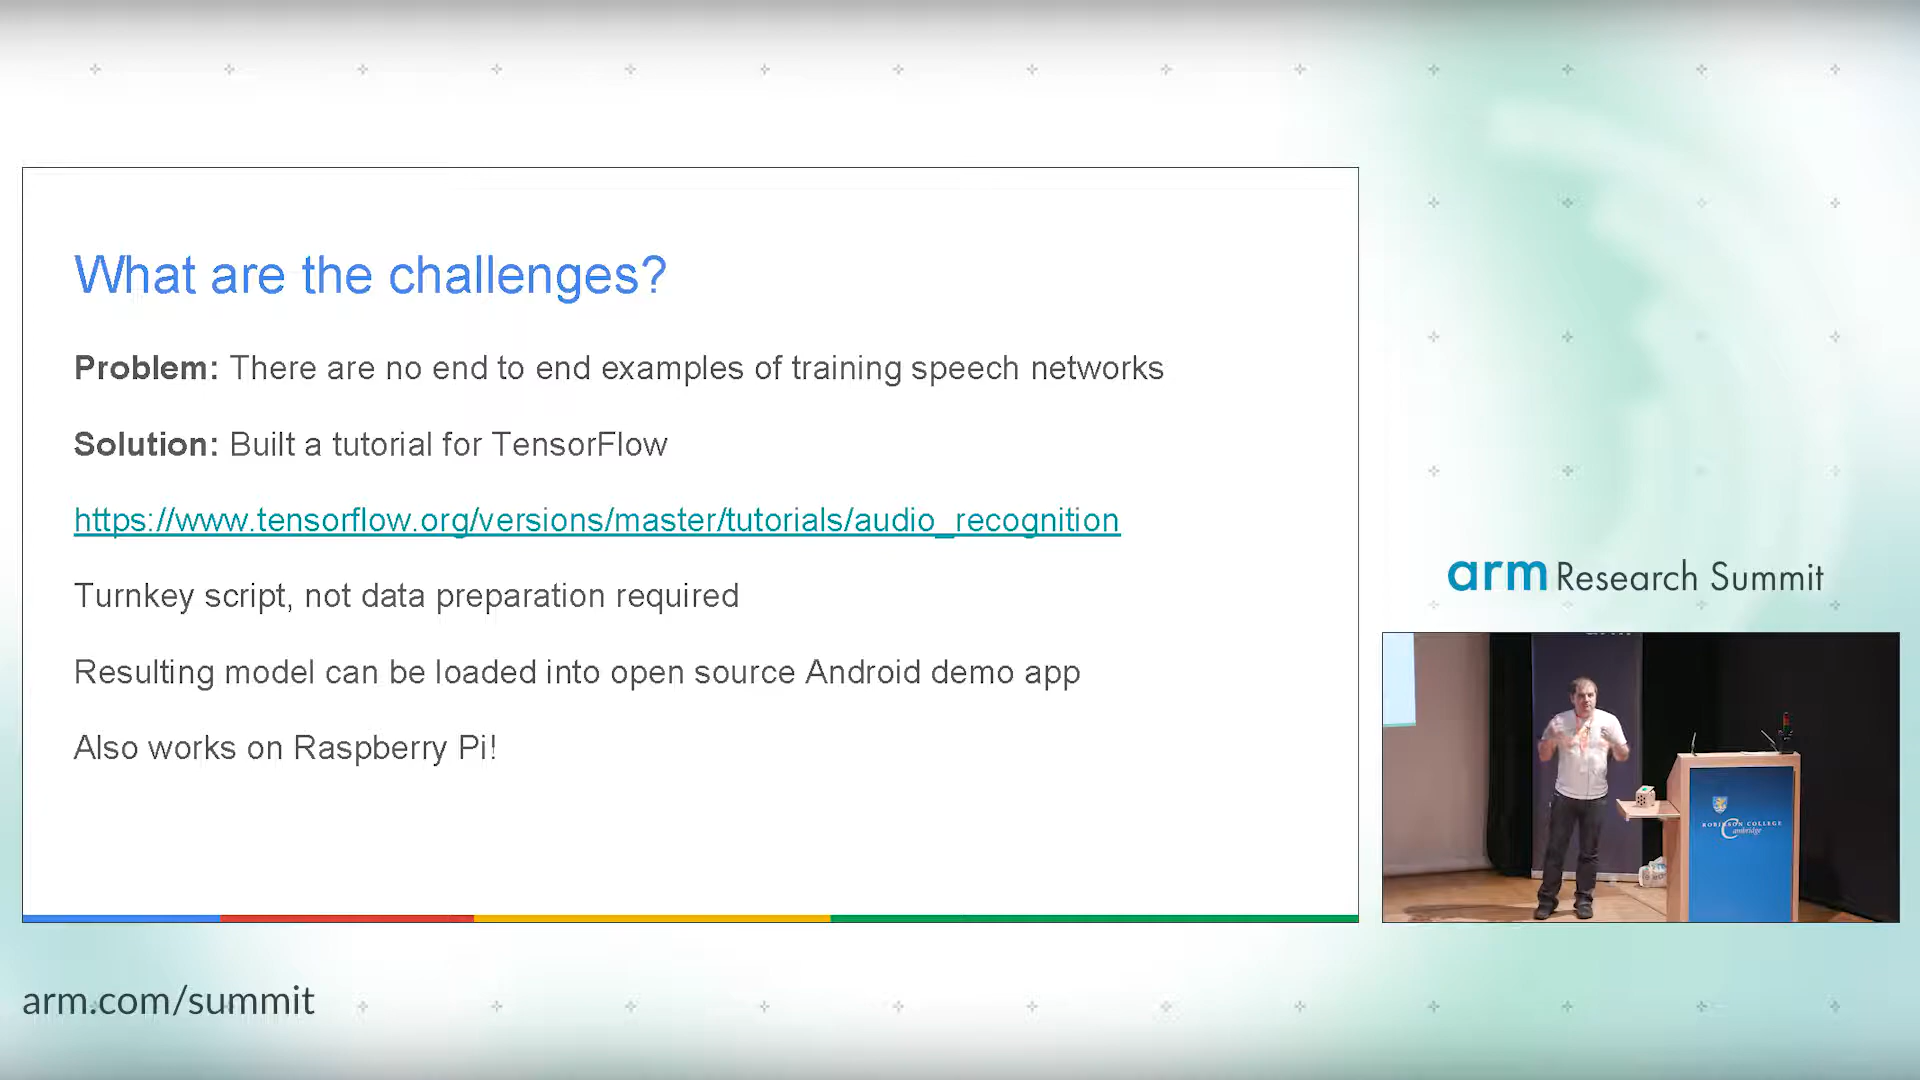 What are the challenges?
Problem: There are no end to end examples of training speech networks
Solution: Built a tutorial for TensorFlow
https://www.tensorflow.org/versions/master/tutorials/audio_recognition
Turnkey script, not data preparation required
Resulting model can be loaded into open source Android demo app
Also works on Raspberry Pi!
arm Research Summit
ROBINSON COLLEGE
Cambridge
arm.com/summit